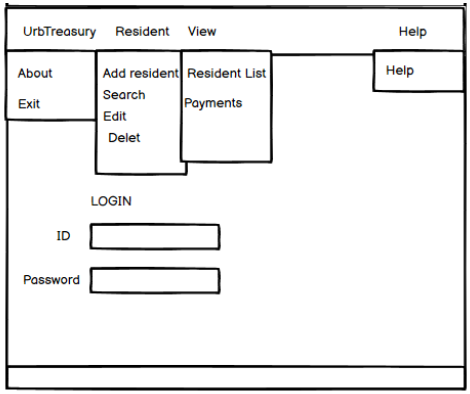 UrbTreasury Resident View Help
About
Exit
Add resident
Search
Edit
Delet
Resident List
Payments
Help
LOGIN
ID
Password